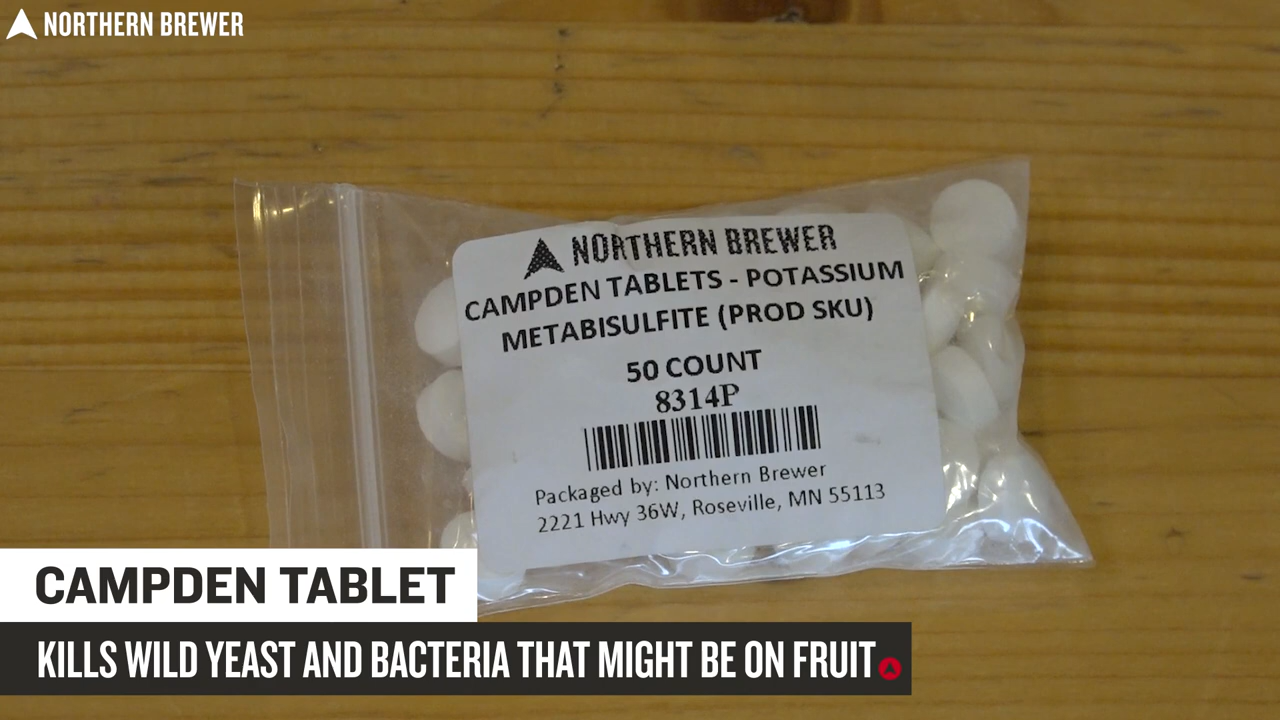 NORTHERN BREWER
NORTHERN BREWER
CAMPDEN TABLETS - POTASSIUM
METABISULFITE (PROD SKU)
50 COUNT
8314P
Packaged by: Northern Brewer
2221 Hwy 36W, Roseville, MN 55113
CAMPDEN TABLET
KILLS WILD YEAST AND BACTERIA THAT MIGHT BE ON FRUIT